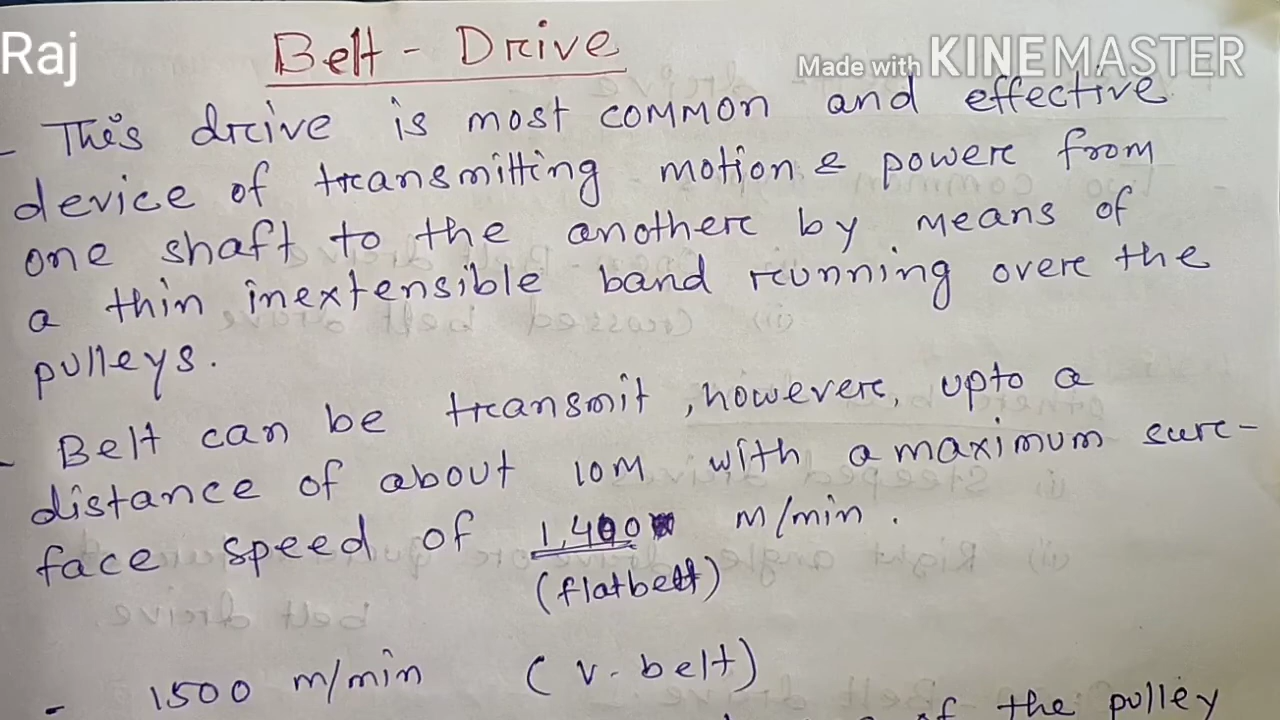 Raj
Made with KINEMASTER
Belt - Drive
- This drive is most common and effective
device of transmitting motion & power from
one shaft to the another by means of
a thin inextensible band running over the
pulleys.
- Belt can be transmit, however, upto a
distance of about 10M with a maximum sur-
face speed of 1,400 m/min.
(flatbelt)
- 1500 m/min (v-belt)
of the pulley